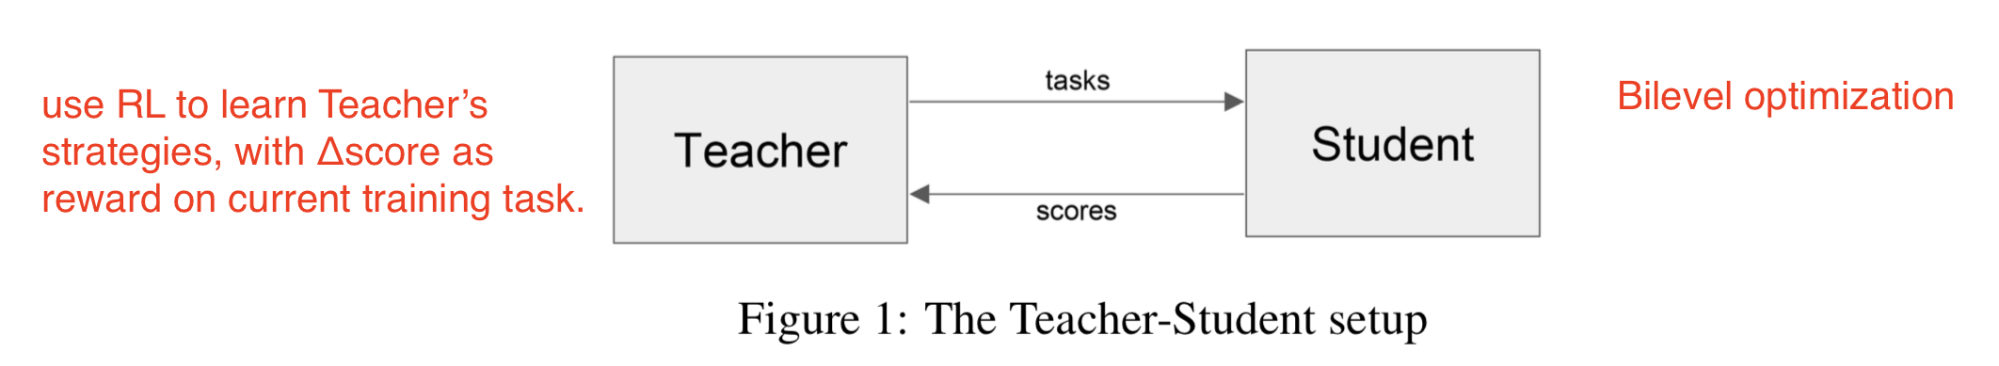 use RL to learn Teacher's
strategies, with Δscore as
reward on current training task.
Teacher
tasks
scores
Student
Bilevel optimization
Figure 1: The Teacher-Student setup